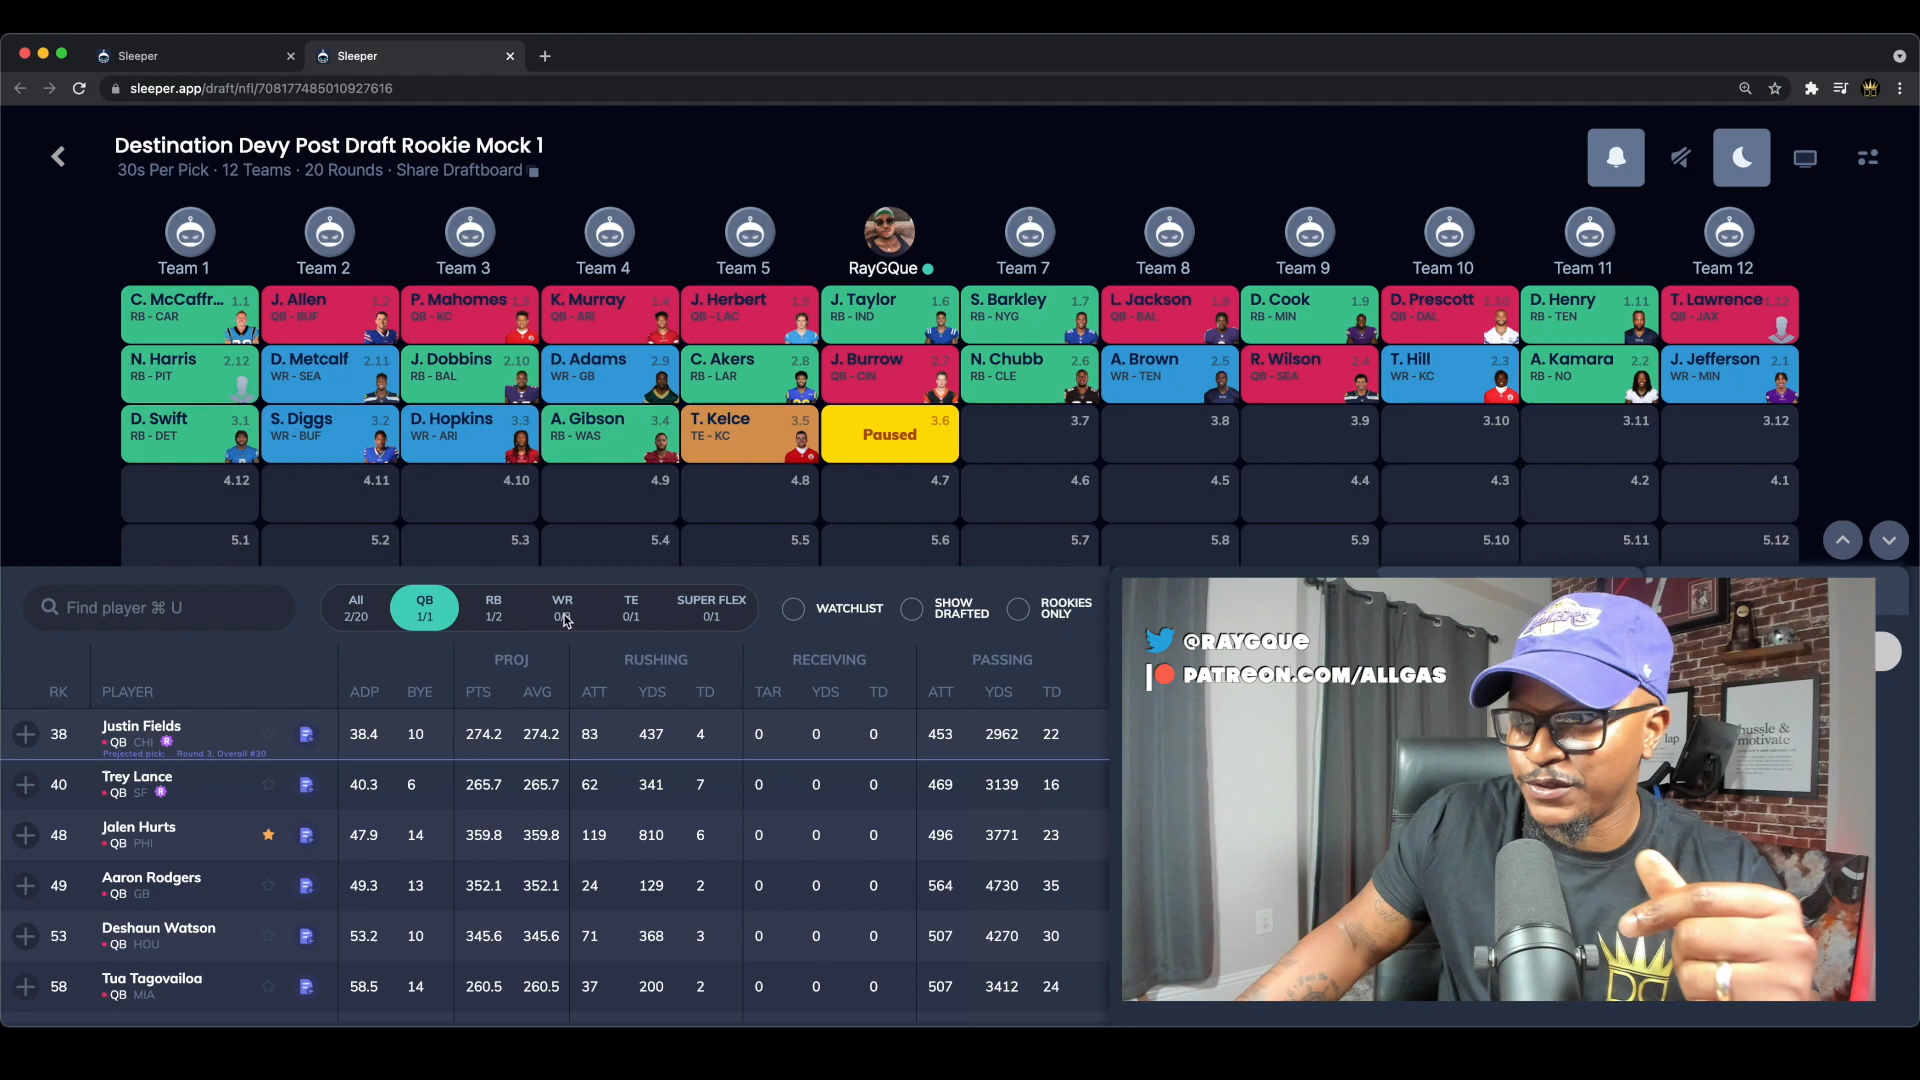 Sleeper
Sleeper
sleeper.app/draft/nfl/708177485010927616
Destination Devy Post Draft Rookie Mock 1
30s Per Pick · 12 Teams · 20 Rounds · Share Draftboard
Team 1 Team 2 Team 3 Team 4 Team 5 RayGQue Team 7 Team 8 Team 9 Team 10 Team 11 Team 12
C. McCaffr... 1.1 J. Allen 1.2 P. Mahomes 1.3 K. Murray 1.4 J. Herbert 1.5 J. Taylor 1.6 S. Barkley 1.7 L. Jackson 1.8 D. Cook 1.9 D. Prescott 1.10 D. Henry 1.11 T. Lawrence 1.12
RB - CAR QB - BUF QB - KC QB - ARI QB - LAC RB - IND RB - NYG QB - BAL RB - MIN QB - DAL RB - TEN QB - JAX
N. Harris 2.12 D. Metcalf 2.11 J. Dobbins 2.10 D. Adams 2.9 C. Akers 2.8 J. Burrow 2.7 N. Chubb 2.6 A. Brown 2.5 R. Wilson 2.4 T. Hill 2.3 A. Kamara 2.2 J. Jefferson 2.1
RB - PIT WR - SEA RB - BAL WR - GB RB - LAR QB - CIN RB - CLE WR - TEN QB - SEA WR - KC RB - NO WR - MIN
D. Swift 3.1 S. Diggs 3.2 D. Hopkins 3.3 A. Gibson 3.4 T. Kelce 3.5 3.6 3.7 3.8 3.9 3.10 3.11 3.12
RB - DET WR - BUF WR - ARI RB - WAS TE - KC Paused
4.12 4.11 4.10 4.9 4.8 4.7 4.6 4.5 4.4 4.3 4.2 4.1
5.1 5.2 5.3 5.4 5.5 5.6 5.7 5.8 5.9 5.10 5.11 5.12
Find player ⌘ U
All QB RB WR TE SUPER FLEX
2/20 1/1 1/2 0/1 0/1
WATCHLIST
SHOW DRAFTED
ROOKIES ONLY
PROJ RUSHING RECEIVING PASSING
RK PLAYER ADP BYE PTS AVG ATT YDS TD TAR YDS TD ATT YDS TD
38 Justin Fields 38.4 10 274.2 274.2 83 437 4 0 0 0 453 2962 22
QB CHI R
Projected pick: Round 3, Overall #30
40 Trey Lance 40.3 6 265.7 265.7 62 341 7 0 0 0 469 3139 16
QB SF R
48 Jalen Hurts 47.9 14 359.8 359.8 119 810 6 0 0 0 496 3771 23
QB PHI
49 Aaron Rodgers 49.3 13 352.1 352.1 24 129 2 0 0 0 564 4730 35
QB GB
53 Deshaun Watson 53.2 10 345.6 345.6 71 368 3 0 0 0 507 4270 30
QB HOU
58 Tua Tagovailoa 58.5 14 260.5 260.5 37 200 2 0 0 0 507 3412 24
QB MIA
@RAYGQUE
PATREON.COM/ALLGAS
hussle &
motivate